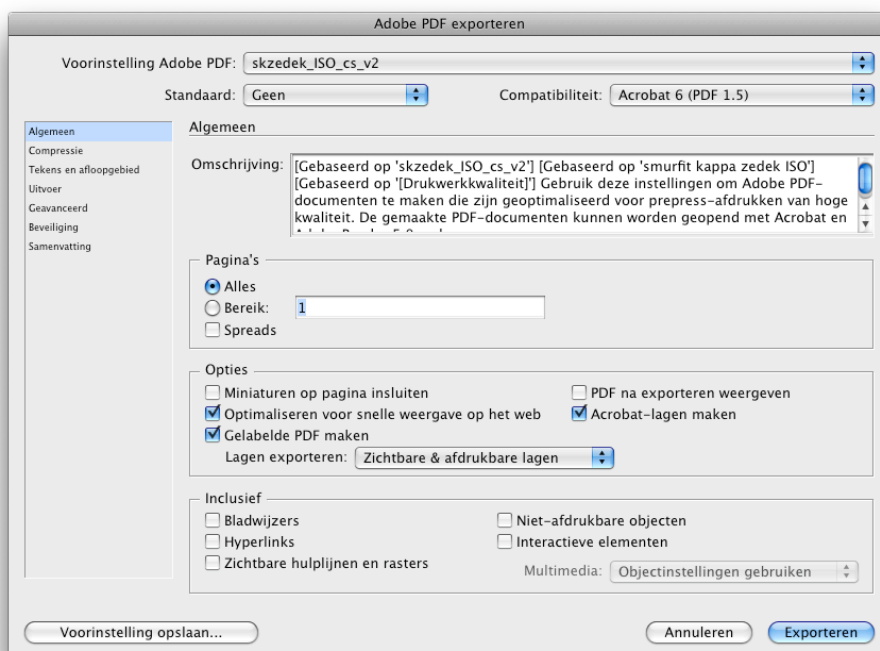 Adobe PDF exporteren
Voorinstelling Adobe PDF: skzedek_ISO_cs_v2
Standaard: Geen Compatibiliteit: Acrobat 6 (PDF 1.5)
Algemeen
Compressie
Tekens en afloopgebied
Uitvoer
Geavanceerd
Beveiliging
Samenvatting
Algemeen
Omschrijving: [Gebaseerd op 'skzedek_ISO_cs_v2'] [Gebaseerd op 'smurfit kappa zedek ISO']
[Gebaseerd op '[Drukwerkkwaliteit]'] Gebruik deze instellingen om Adobe PDF-
documenten te maken die zijn geoptimaliseerd voor prepress-afdrukken van hoge
kwaliteit. De gemaakte PDF-documenten kunnen worden geopend met Acrobat en
Pagina's
Alles
Bereik: 1
Spreads
Opties
Miniaturen op pagina insluiten PDF na exporteren weergeven
Optimaliseren voor snelle weergave op het web Acrobat-lagen maken
Gelabelde PDF maken
Lagen exporteren: Zichtbare & afdrukbare lagen
Inclusief
Bladwijzers Niet-afdrukbare objecten
Hyperlinks Interactieve elementen
Zichtbare hulplijnen en rasters
Multimedia: Objectinstellingen gebruiken
Voorinstelling opslaan... Annuleren Exporteren